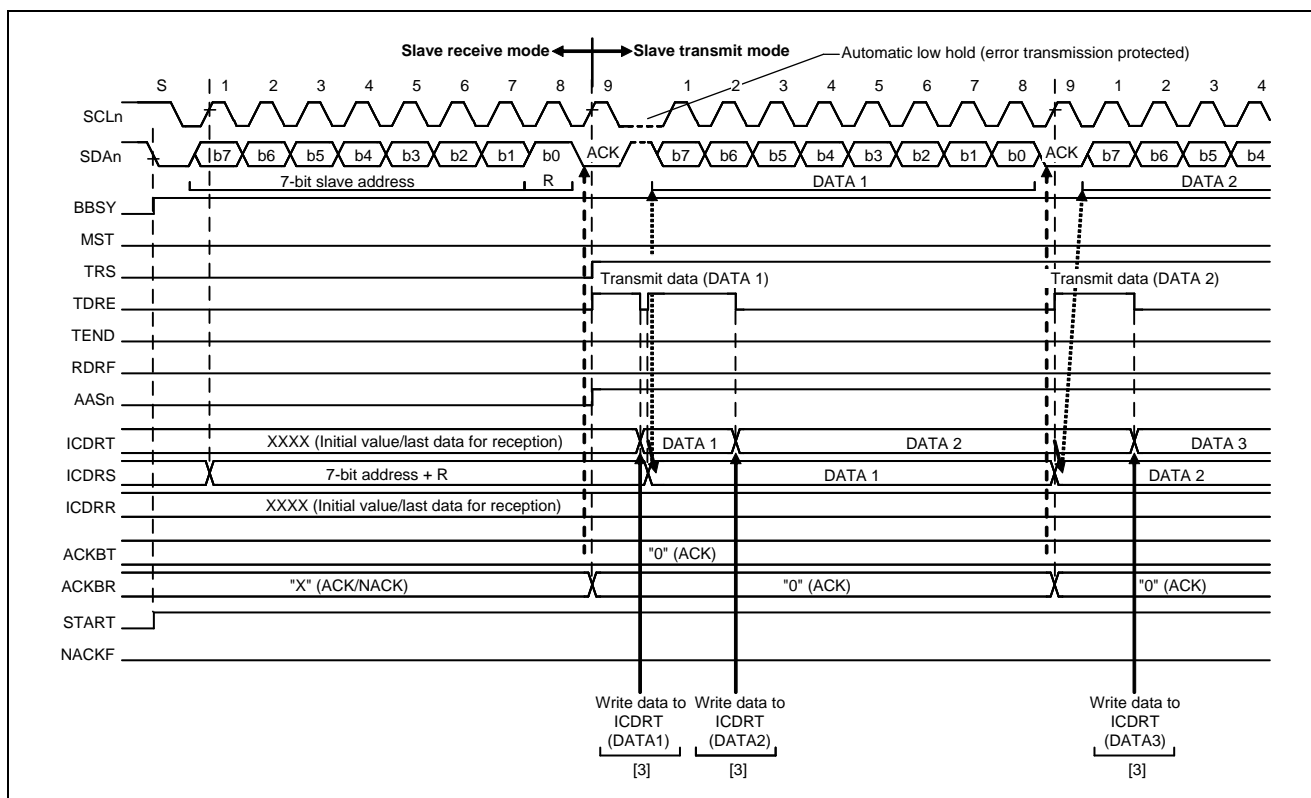 Slave receive mode Slave transmit mode
Automatic low hold (error transmission protected)
S 1 2 3 4 5 6 7 8 9 1 2 3 4 5 6 7 8 9 1 2 3 4
SCLn
SDAn b7 b6 b5 b4 b3 b2 b1 b0 ACK b7 b6 b5 b4 b3 b2 b1 b0 ACK b7 b6 b5 b4
7-bit slave address R DATA 1 DATA 2
BBSY
MST
TRS
Transmit data (DATA 1) Transmit data (DATA 2)
TDRE
TEND
RDRF
AASn
ICDRT XXXX (Initial value/last data for reception) DATA 1 DATA 2 DATA 3
ICDRS 7-bit address + R DATA 1 DATA 2
ICDRR XXXX (Initial value/last data for reception)
ACKBT "0" (ACK)
ACKBR "X" (ACK/NACK) "0" (ACK) "0" (ACK)
START
NACKF
Write data to
ICDRT
(DATA1)
[3]
Write data to
ICDRT
(DATA2)
[3]
Write data to
ICDRT
(DATA3)
[3]